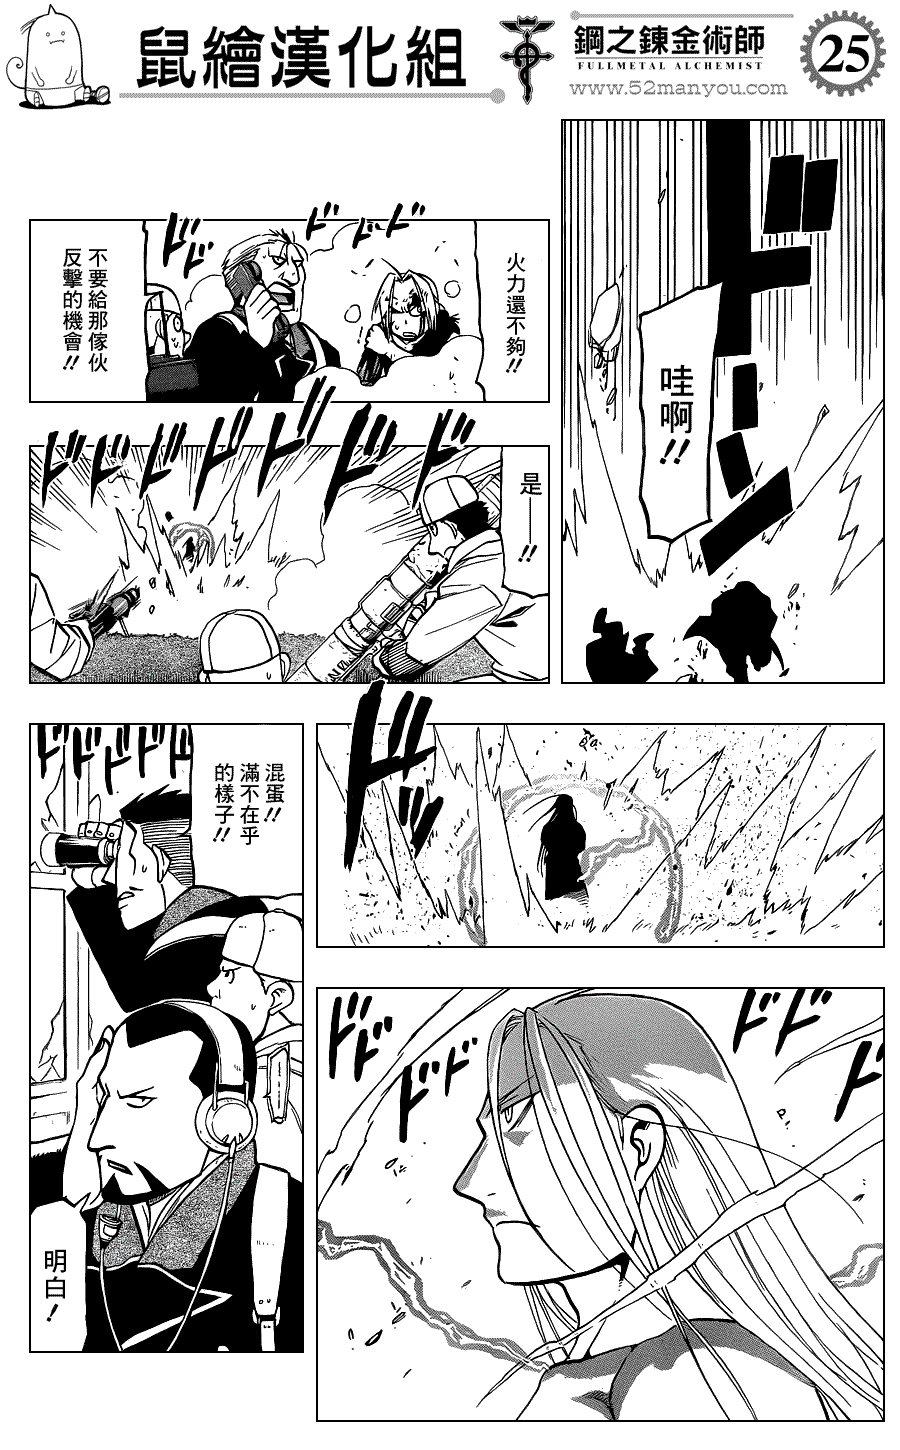 鼠繪漢化組
鋼之鍊金術師
FULLMETAL ALCHEMIST
www.52manyou.com
25
哇啊!!
火力還不夠!!
不要給那傢伙
反擊的機會!!
ドドド
ドドド
是——!!
ドドドドドドド
ドド
混蛋!!
滿不在乎
的樣子!!
ドドドドド
明白!
ドド
ドド
ドド
ドド